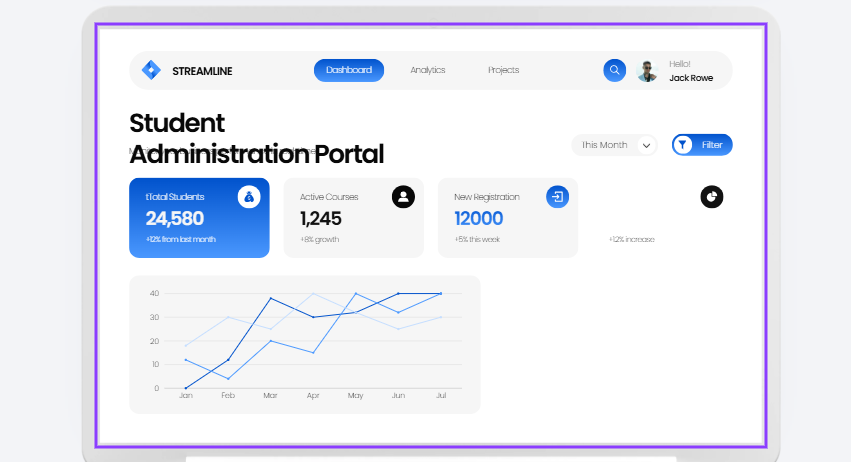 STREAMLINE
Dashboard
Analytics
Projects
Hello!
Jack Rowe
Student
Administration Portal
This Month
Filter
tTotal Students
24,580
+12% from last month
Active Courses
1,245
+8% growth
New Registration
12000
+5% this week
+12% increase
40
30
20
10
0
Jan
Feb
Mar
Apr
May
Jun
Jul